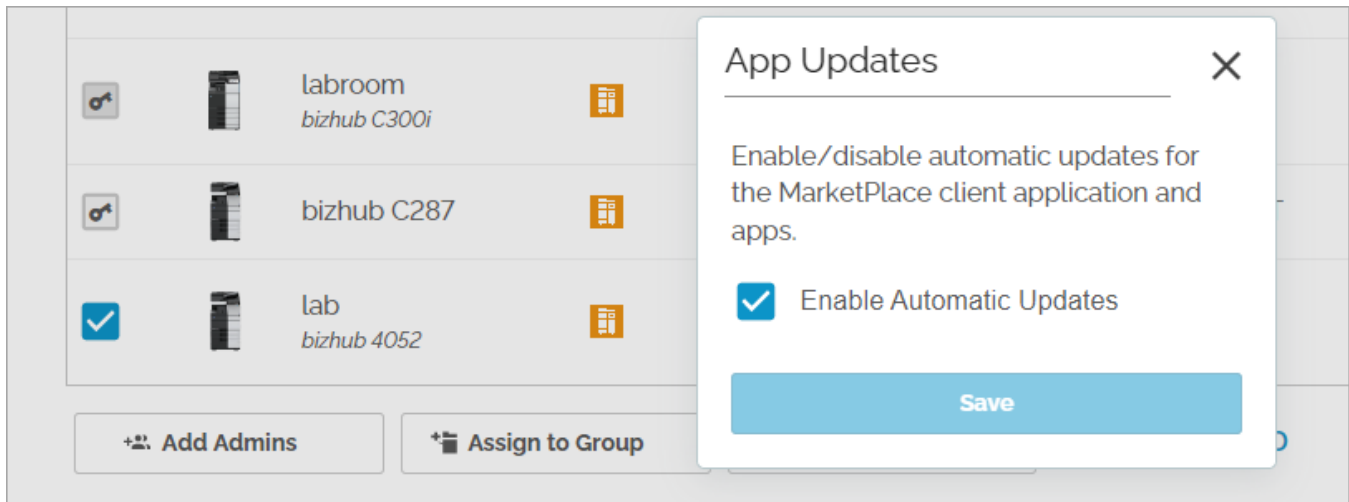 labroom
bizhub C300i
bizhub C287
lab
bizhub 4052
Add Admins
Assign to Group
App Updates
Enable/disable automatic updates for
the MarketPlace client application and
apps.
Enable Automatic Updates
Save